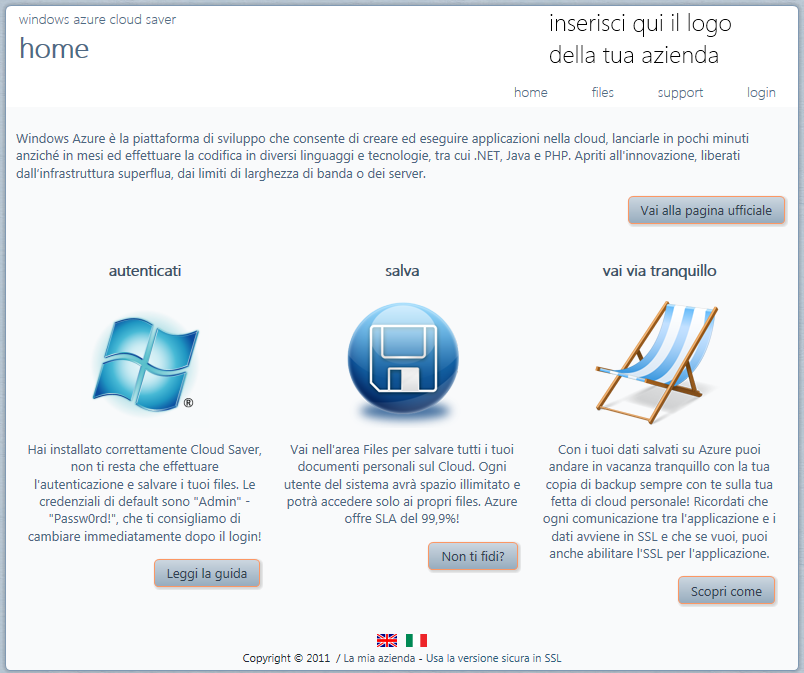 windows azure cloud saver
home
inserisci qui il logo
della tua azienda
home files support login
Windows Azure è la piattaforma di sviluppo che consente di creare ed eseguire applicazioni nella cloud, lanciarle in pochi minuti
anziché in mesi ed effettuare la codifica in diversi linguaggi e tecnologie, tra cui .NET, Java e PHP. Apriti all'innovazione, liberati
dall'infrastruttura superflua, dai limiti di larghezza di banda o dei server.
Vai alla pagina ufficiale
autenticati
®
Hai installato correttamente Cloud Saver,
non ti resta che effettuare
l'autenticazione e salvare i tuoi files. Le
credenziali di default sono "Admin" -
"Passw0rd!", che ti consigliamo di
cambiare immediatamente dopo il login!
Leggi la guida
salva
Vai nell'area Files per salvare tutti i tuoi
documenti personali sul Cloud. Ogni
utente del sistema avrà spazio illimitato e
potrà accedere solo ai propri files. Azure
offre SLA del 99,9%!
Non ti fidi?
vai via tranquillo
Con i tuoi dati salvati su Azure puoi
andare in vacanza tranquillo con la tua
copia di backup sempre con te sulla tua
fetta di cloud personale! Ricordati che
ogni comunicazione tra l'applicazione e i
dati avviene in SSL e che se vuoi, puoi
anche abilitare l'SSL per l'applicazione.
Scopri come
Copyright © 2011 / La mia azienda - Usa la versione sicura in SSL